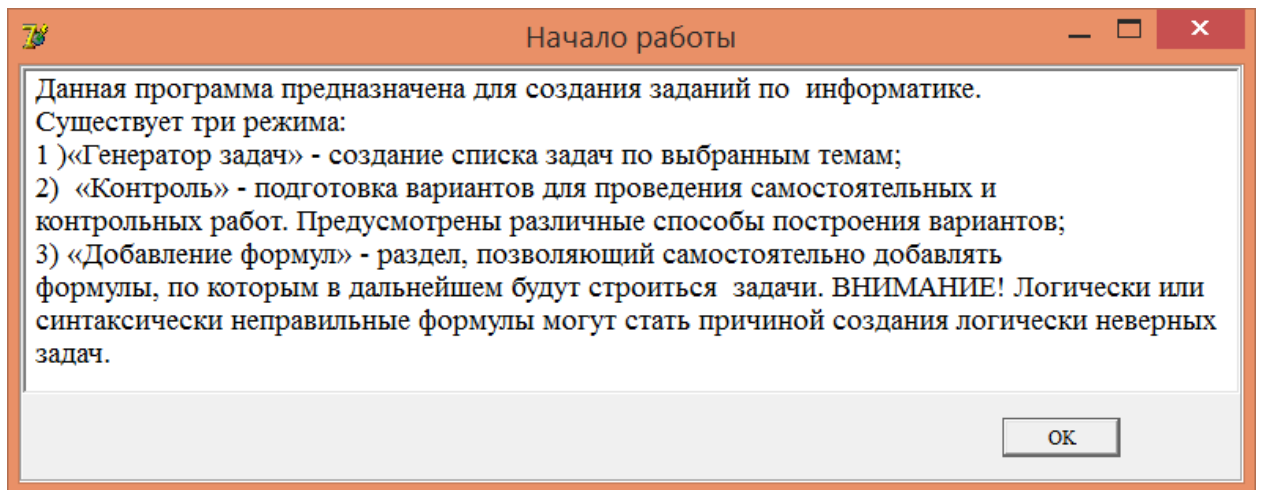 Начало работы
Данная программа предназначена для создания заданий по  информатике.
Существует три режима:
1 )«Генератор задач» - создание списка задач по выбранным темам;
2)  «Контроль» - подготовка вариантов для проведения самостоятельных и
контрольных работ. Предусмотрены различные способы построения вариантов;
3) «Добавление формул» - раздел, позволяющий самостоятельно добавлять
формулы, по которым в дальнейшем будут строиться  задачи. ВНИМАНИЕ! Логически или
синтаксически неправильные формулы могут стать причиной создания логически неверных
задач.
ОК